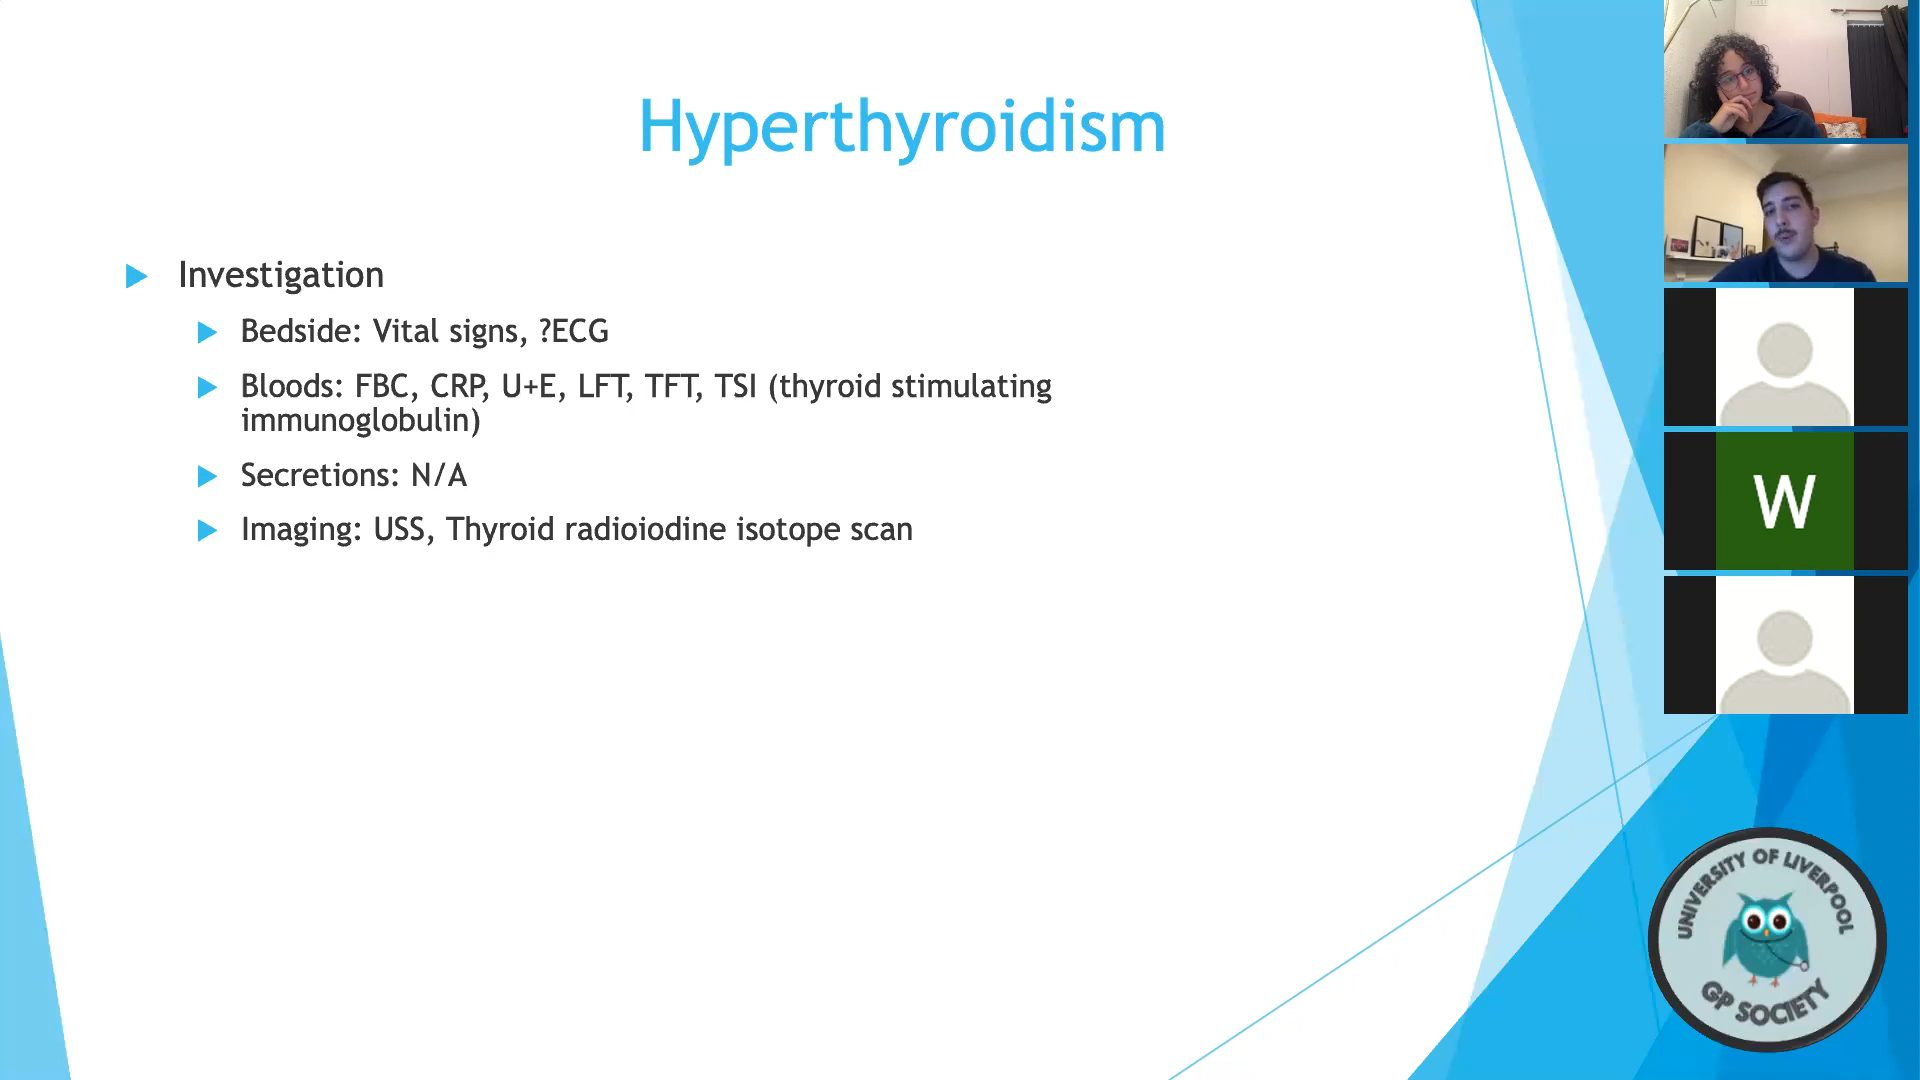 Hyperthyroidism
Investigation
Bedside: Vital signs, ?ECG
Bloods: FBC, CRP, U+E, LFT, TFT, TSI (thyroid stimulating
immunoglobulin)
Secretions: N/A
Imaging: USS, Thyroid radioiodine isotope scan
W
UNIVERSITY OF LIVERPOOL
GP SOCIETY